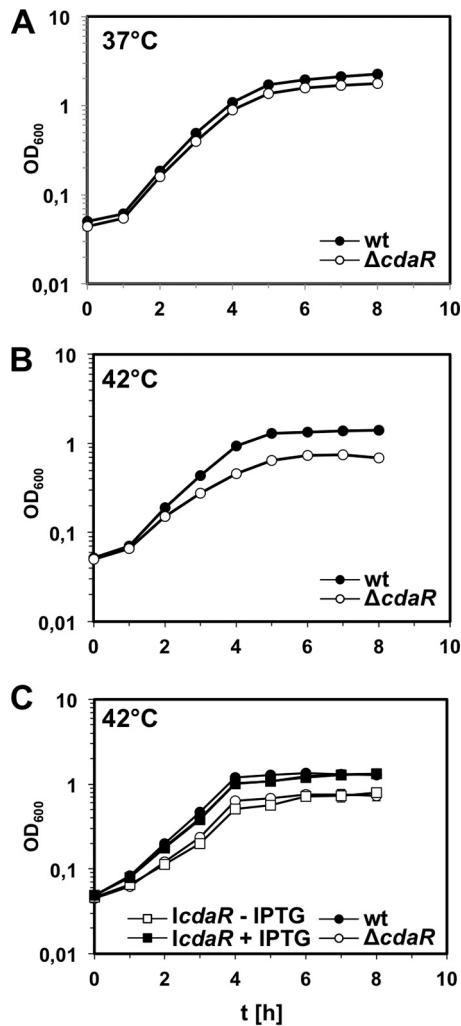 A
37°C
10
1
0,1
0,01
OD600
wt
ΔcdaR
0 2 4 6 8 10
B
42°C
10
1
0,1
0,01
OD600
wt
ΔcdaR
0 2 4 6 8 10
C
42°C
10
1
0,1
0,01
OD600
IcdaR - IPTG wt
IcdaR + IPTG ΔcdaR
0 2 4 6 8 10
t [h]